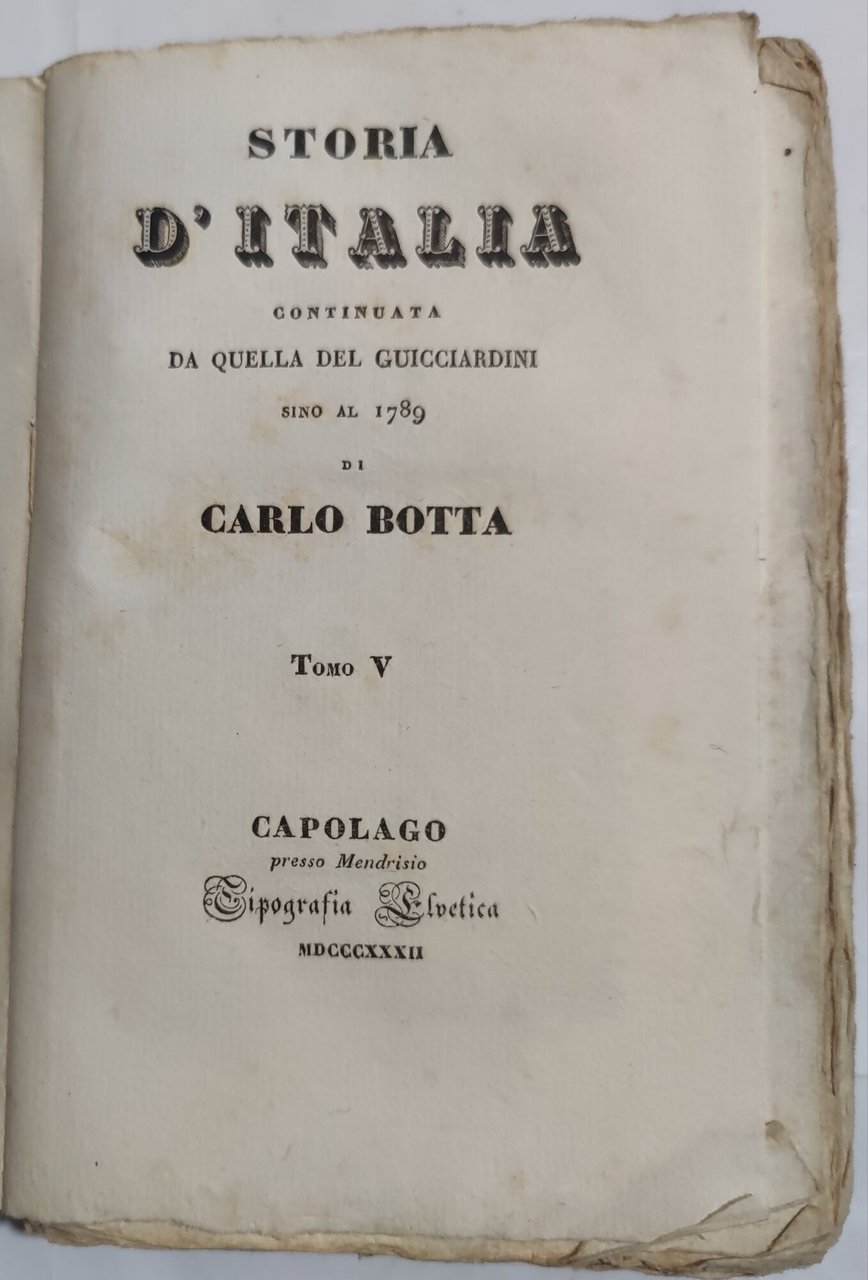 STORIA
D'ITALIA
CONTINUATA
DA QUELLA DEL GUICCIARDINI
SINO AL 1789
DI
CARLO BOTTA
TOMO V
CAPOLAGO
presso Mendrisio
Tipografia Elvetica
MDCCCXXXII